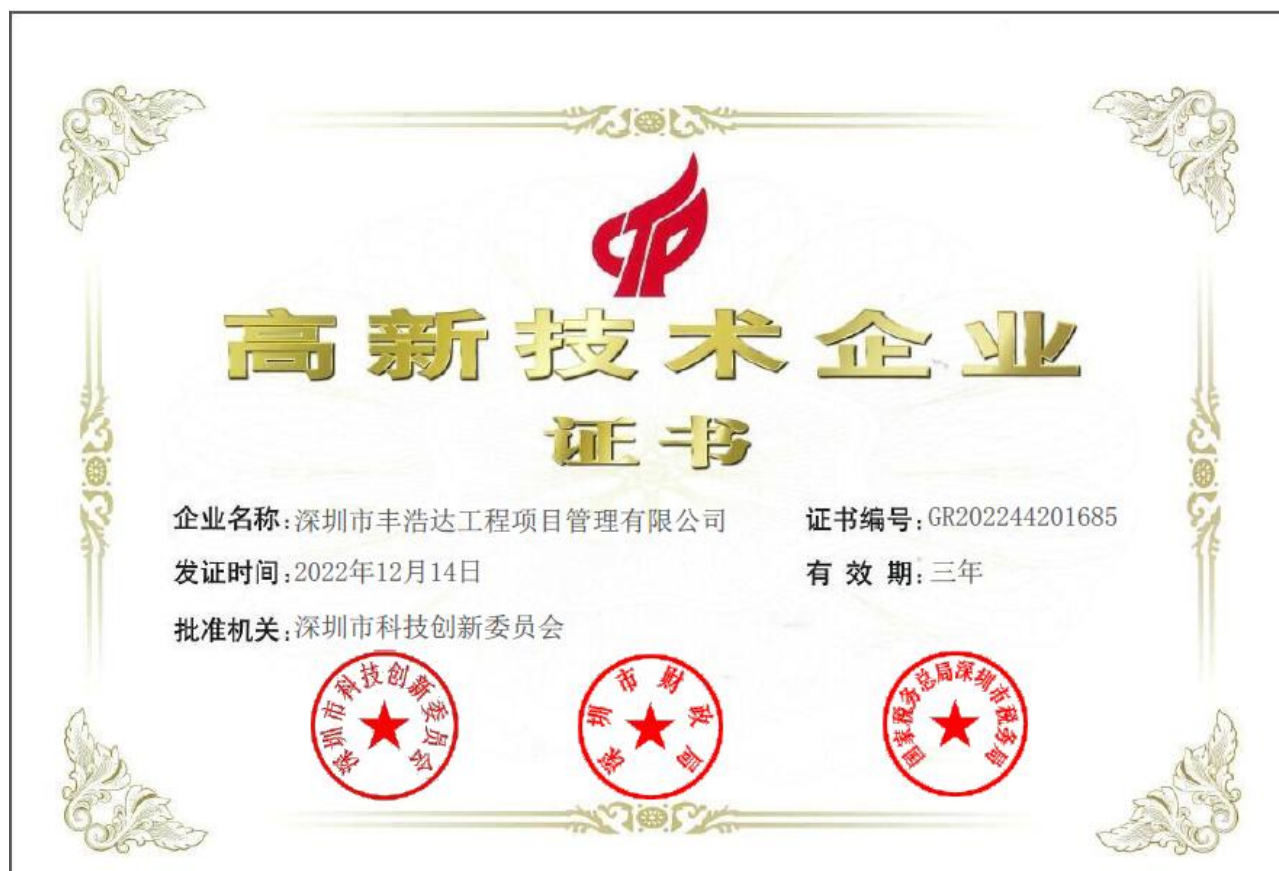 高新技术企业
证书
企业名称:深圳市丰浩达工程项目管理有限公司 证书编号:GR202244201685
发证时间:2022年12月14日 有 效 期:三年
批准机关:深圳市科技创新委员会
深圳市科技创新委员会
深圳市财政局
国家税务总局深圳市税务局